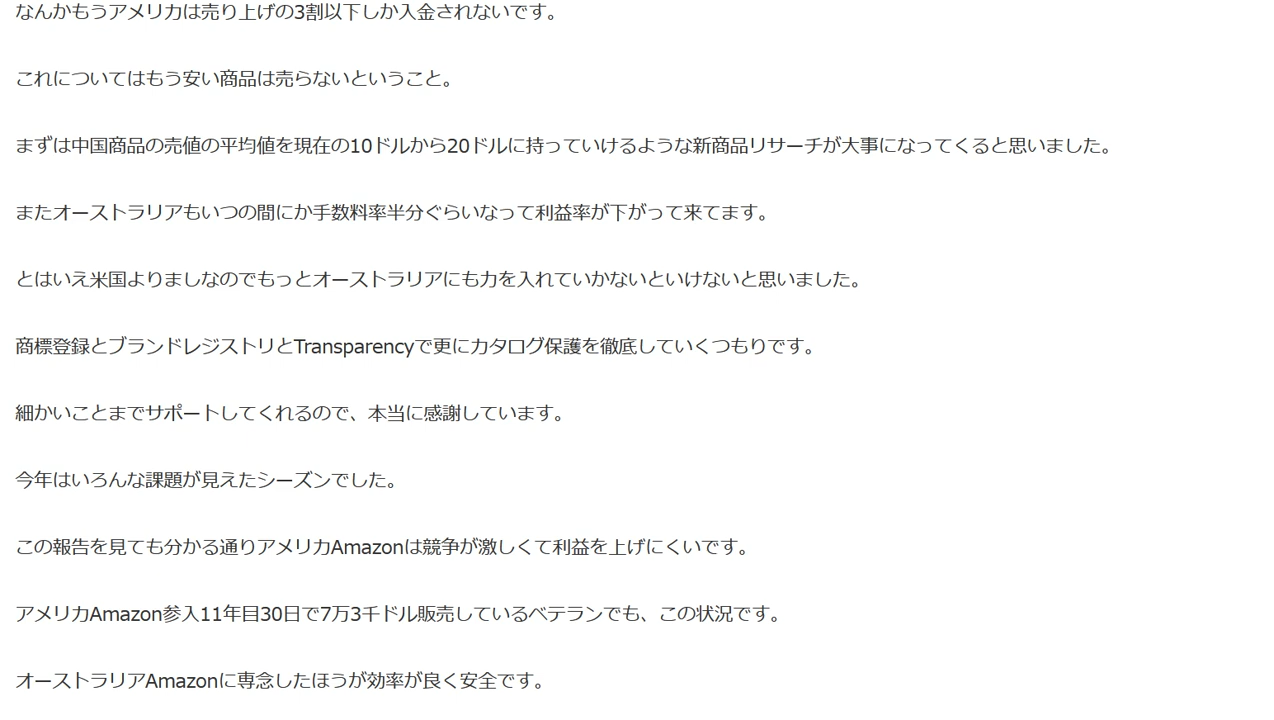 なんかもうアメリカは売り上げの3割以下しか入金されないです。
これについてはもう安い商品は売らないということ。
まずは中国商品の売値の平均値を現在の10ドルから20ドルに持っていけるような新商品リサーチが大事になってくると思いました。
またオーストラリアもいつの間にか手数料率半分ぐらいなって利益率が下がって来てます。
とはいえ米国よりましなのでもっとオーストラリアにも力を入れていかないといけないと思いました。
商標登録とブランドレジストリとTransparencyで更にカタログ保護を徹底していくつもりです。
細かいことまでサポートしてくれるので、本当に感謝しています。
今年はいろんな課題が見えたシーズンでした。
この報告を見ても分かる通りアメリカAmazonは競争が激しくて利益を上げにくいです。
アメリカAmazon参入11年目30日で7万3千ドル販売しているベテランでも、この状況です。
オーストラリアAmazonに専念したほうが効率が良く安全です。